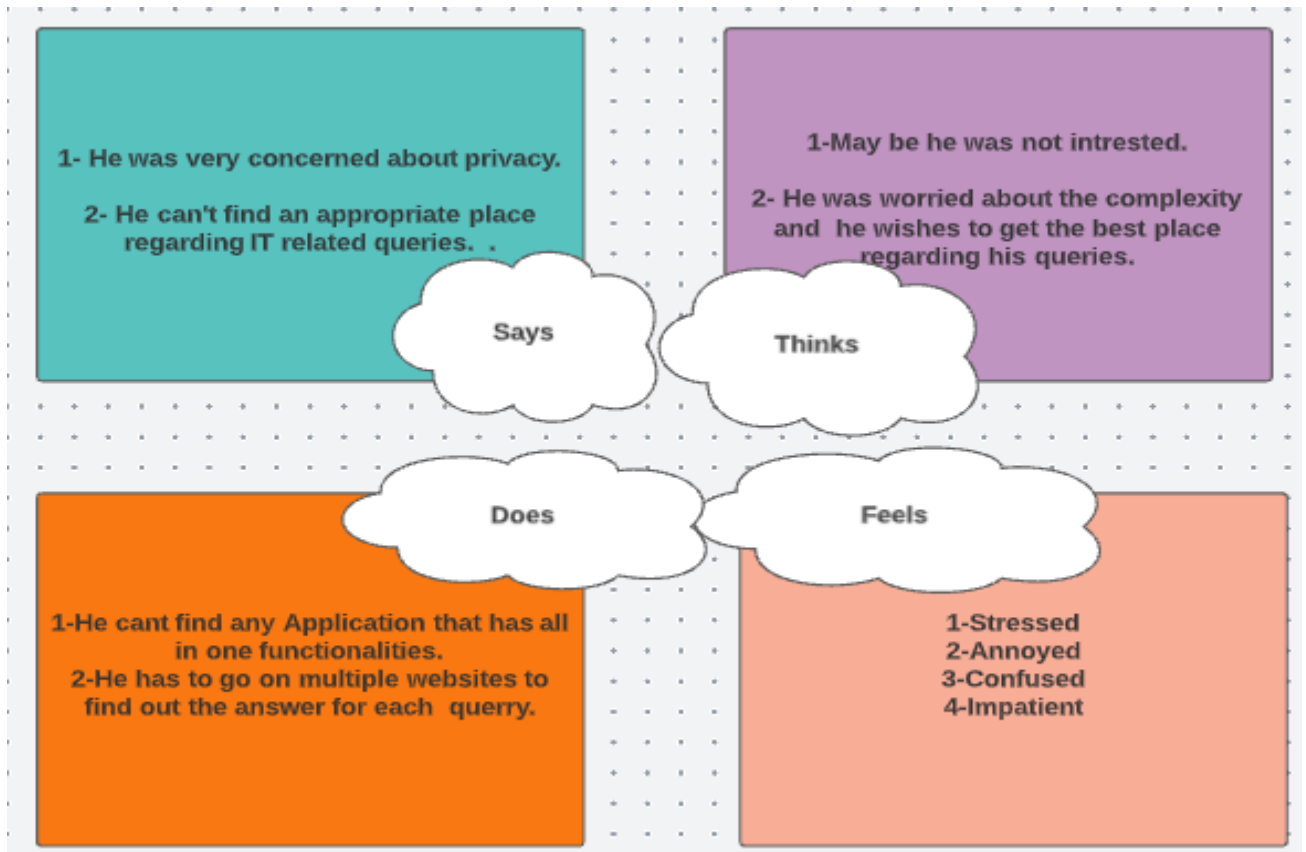 1- He was very concerned about privacy.
2- He can't find an appropriate place
regarding IT related queries.  .
Says
1-May be he was not intrested.
2- He was worried about the complexity
and  he wishes to get the best place
regarding his queries.
Thinks
Does
1-He cant find any Application that has all
in one functionalities.
2-He has to go on multiple websites to
find out the answer for each  querry.
Feels
1-Stressed
2-Annoyed
3-Confused
4-Impatient